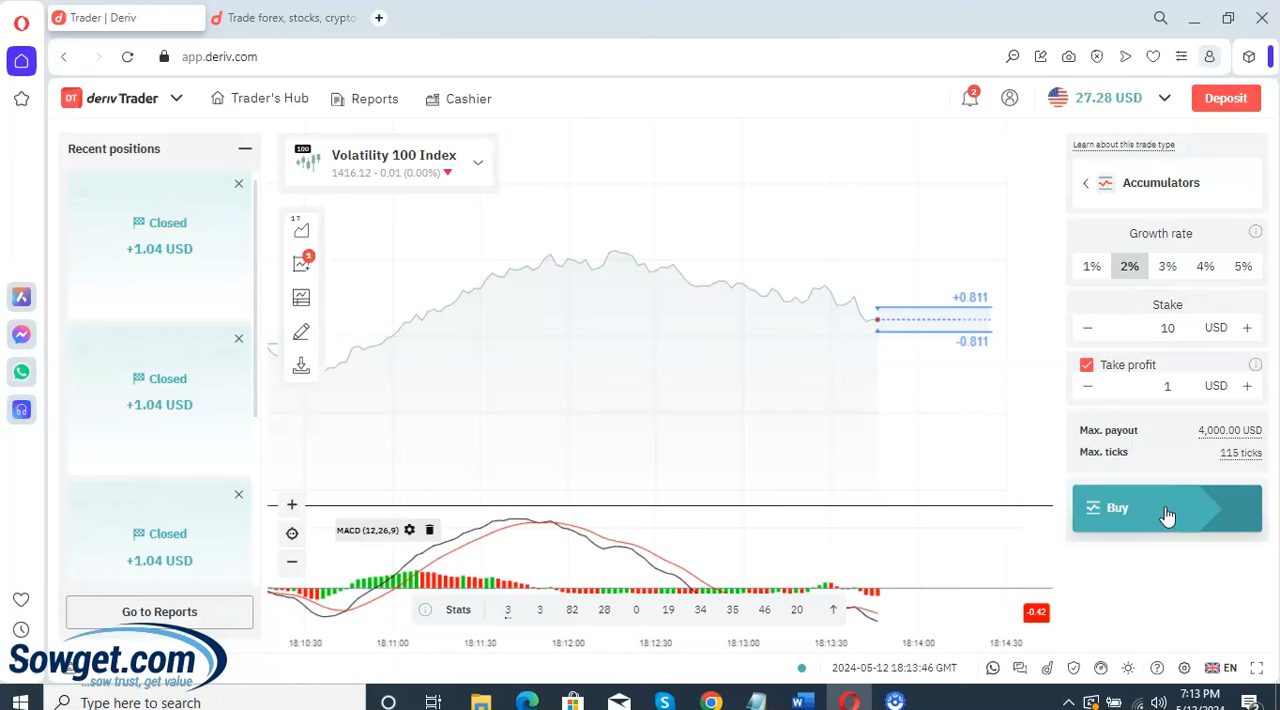 Trader | Deriv
Trade forex, stocks, crypto
app.deriv.com
DT deriv Trader
Trader's Hub
Reports
Cashier
2
27.28 USD
Deposit
Recent positions
Closed
+1.04 USD
Closed
+1.04 USD
Closed
+1.04 USD
Go to Reports
100
Volatility 100 Index
1416.12 - 0.01 (0.00%)
1T
1
+0.811
-0.811
MACD (12,26,9)
Stats 3 3 82 28 0 19 34 35 46 20
-0.42
18:10:30 18:11:00 18:11:30 18:12:00 18:12:30 18:13:00 18:13:30 18:14:00 18:14:30
Learn about this trade type
Accumulators
Growth rate
1% 2% 3% 4% 5%
Stake
10 USD
Take profit
1 USD
Max. payout 4,000.00 USD
Max. ticks 115 ticks
Buy
2024-05-12 18:13:46 GMT
EN
Sowget.com
...sow trust, get value
Type here to search
7:13 PM
5/12/2024